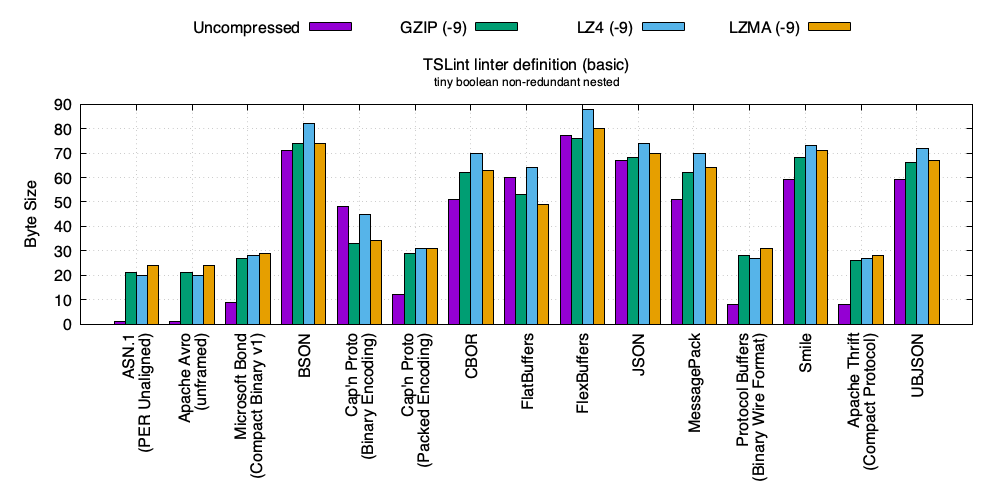 Uncompressed GZIP (-9) LZ4 (-9) LZMA (-9)
TSLint linter definition (basic)
tiny boolean non-redundant nested
Byte Size
90
80
70
60
50
40
30
20
10
0
ASN.1
(PER Unaligned)
Apache Avro
(unframed)
Microsoft Bond
(Compact Binary v1)
BSON
Cap'n Proto
(Binary Encoding)
Cap'n Proto
(Packed Encoding)
CBOR
FlatBuffers
FlexBuffers
JSON
MessagePack
Protocol Buffers
(Binary Wire Format)
Smile
Apache Thrift
(Compact Protocol)
UBJSON